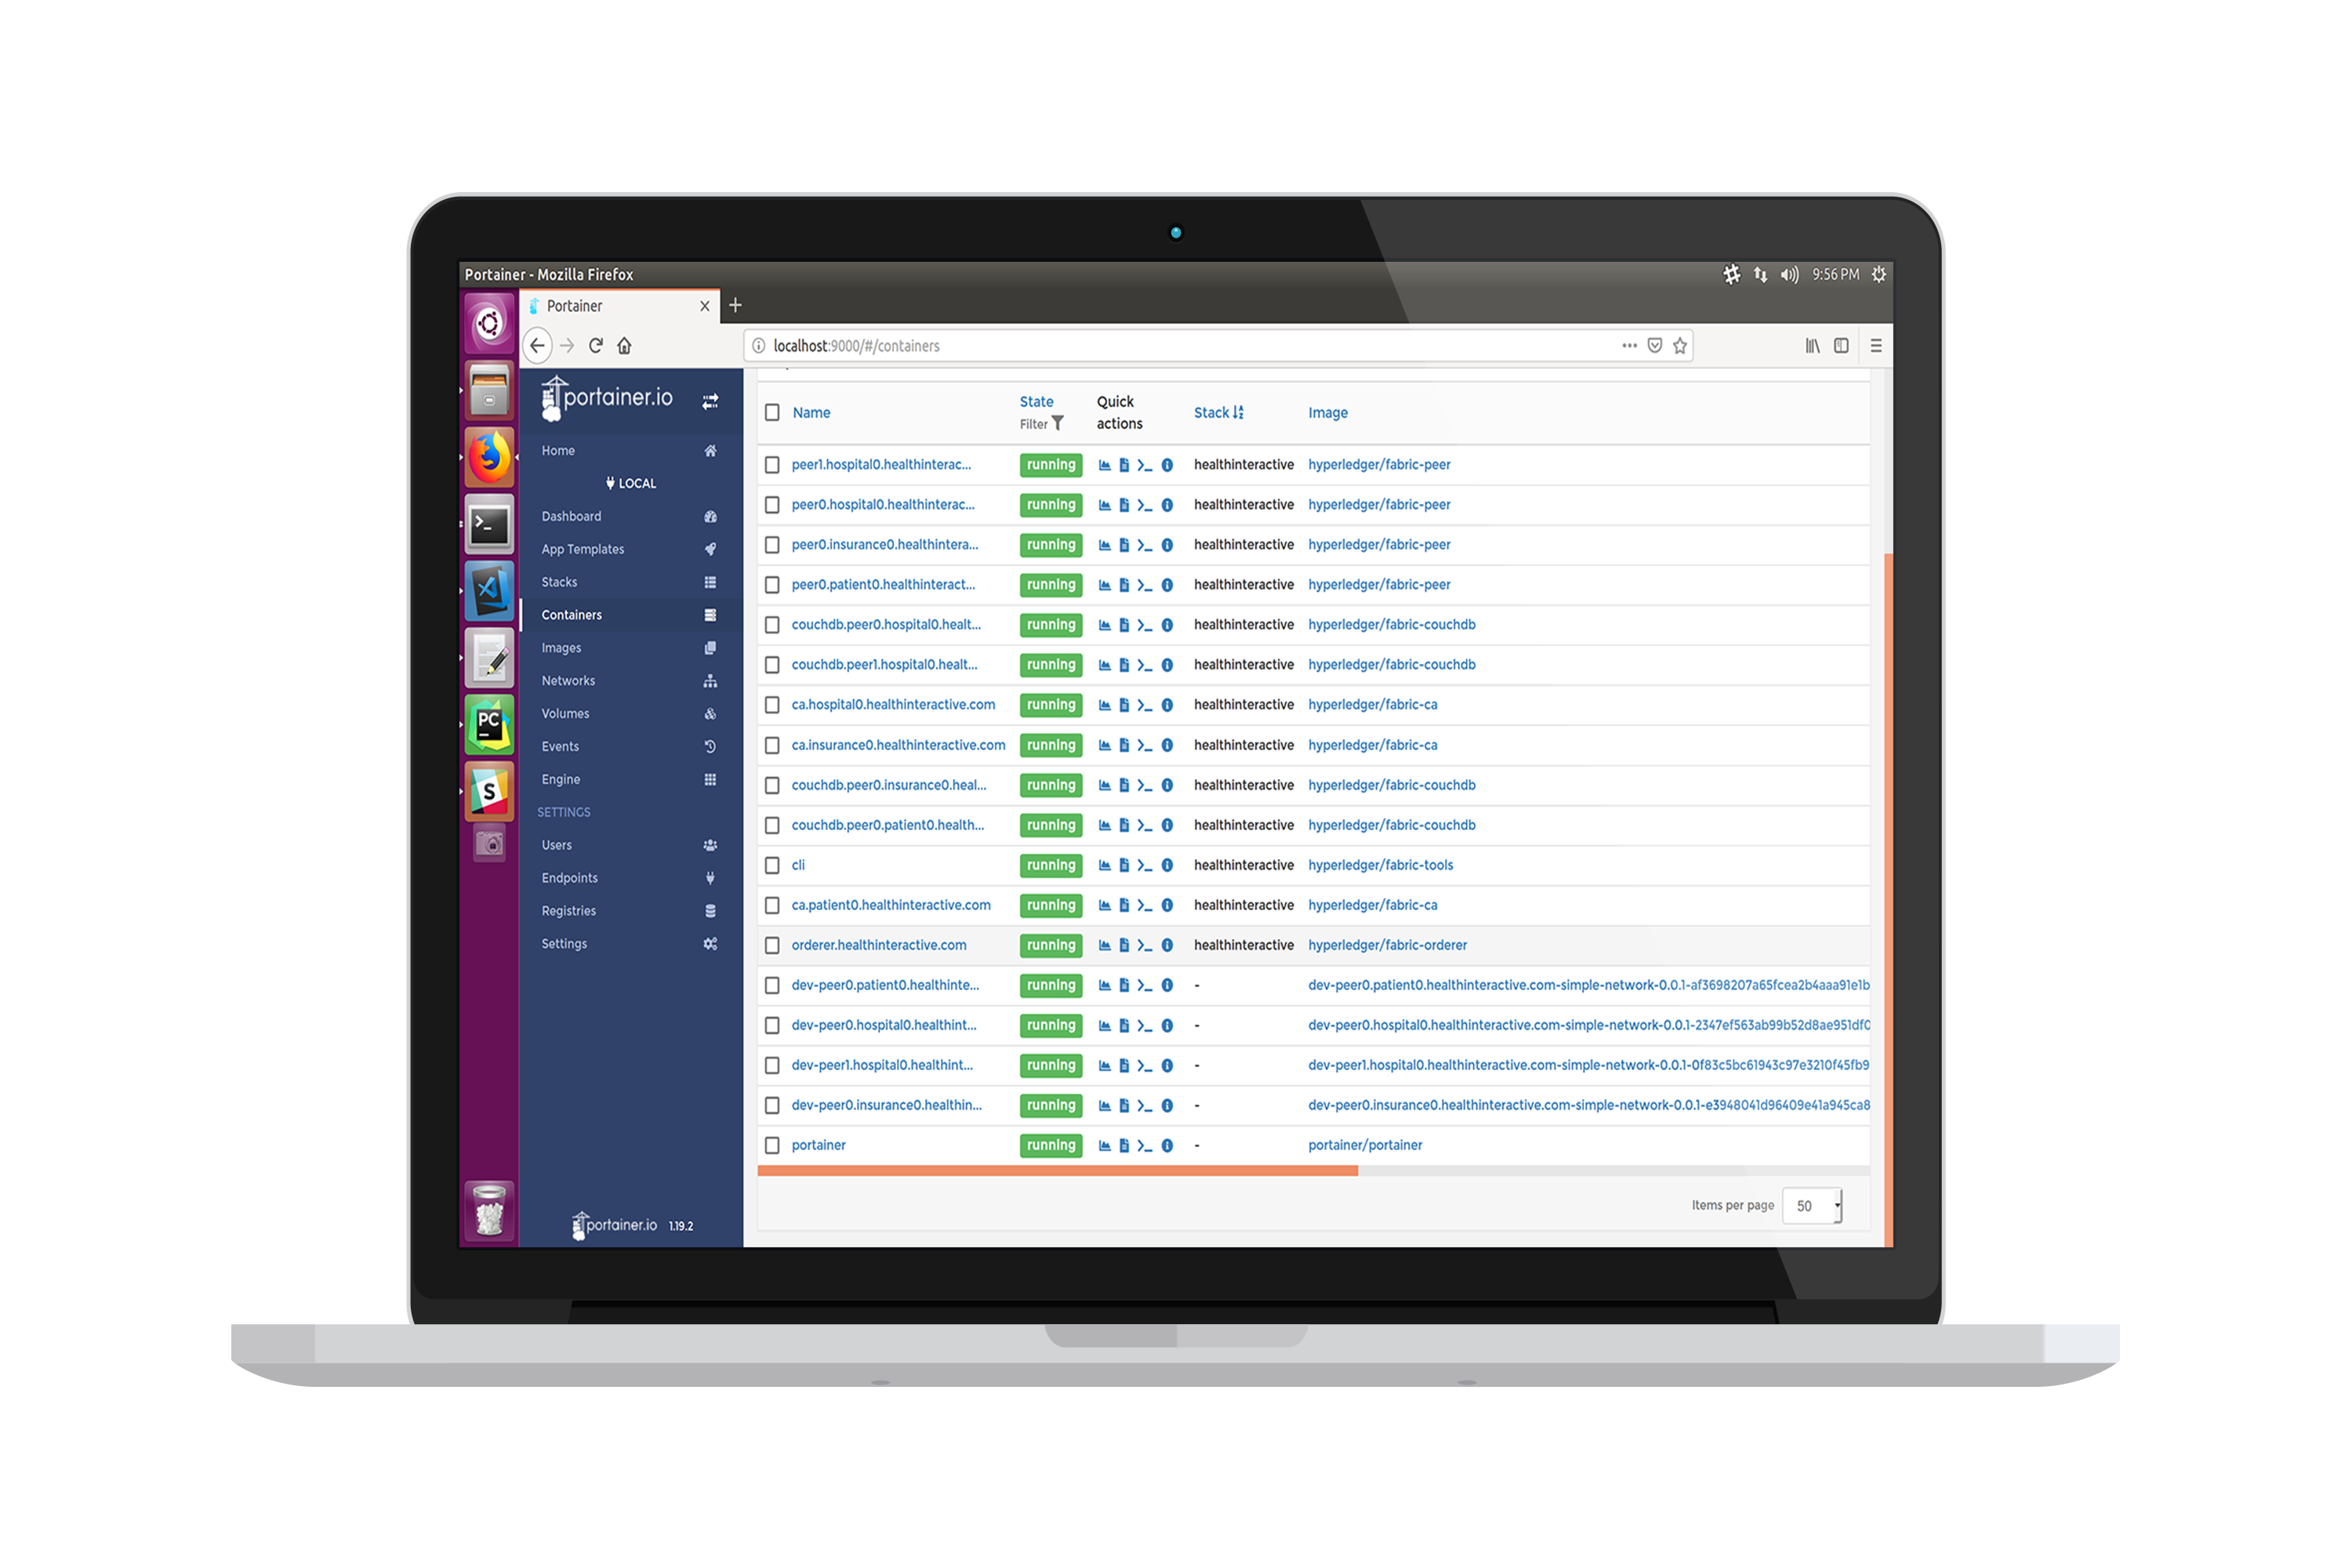 Portainer - Mozilla Firefox
9:56 PM
Portainer
localhost:9000/#/containers
portainer.io
Home
LOCAL
Dashboard
App Templates
Stacks
Containers
Images
Networks
Volumes
Events
Engine
SETTINGS
Users
Endpoints
Registries
Settings
portainer.io 1.19.2
Name State Filter Quick actions Stack Image
peer1.hospital0.healthinterac... running healthinteractive hyperledger/fabric-peer
peer0.hospital0.healthinterac... running healthinteractive hyperledger/fabric-peer
peer0.insurance0.healthintera... running healthinteractive hyperledger/fabric-peer
peer0.patient0.healthinteract... running healthinteractive hyperledger/fabric-peer
couchdb.peer0.hospital0.healt... running healthinteractive hyperledger/fabric-couchdb
couchdb.peer1.hospital0.healt... running healthinteractive hyperledger/fabric-couchdb
ca.hospital0.healthinteractive.com running healthinteractive hyperledger/fabric-ca
ca.insurance0.healthinteractive.com running healthinteractive hyperledger/fabric-ca
couchdb.peer0.insurance0.heal... running healthinteractive hyperledger/fabric-couchdb
couchdb.peer0.patient0.health... running healthinteractive hyperledger/fabric-couchdb
cli running healthinteractive hyperledger/fabric-tools
ca.patient0.healthinteractive.com running healthinteractive hyperledger/fabric-ca
orderer.healthinteractive.com running healthinteractive hyperledger/fabric-orderer
dev-peer0.patient0.healthinte... running - dev-peer0.patient0.healthinteractive.com-simple-network-0.0.1-af3698207a65fcea2b4aaa91e1b
dev-peer0.hospital0.healthint... running - dev-peer0.hospital0.healthinteractive.com-simple-network-0.0.1-2347ef563ab99b52d8ae951df0
dev-peer1.hospital0.healthint... running - dev-peer1.hospital0.healthinteractive.com-simple-network-0.0.1-0f83c5bc61943c97e3210f45fb9
dev-peer0.insurance0.healthin... running - dev-peer0.insurance0.healthinteractive.com-simple-network-0.0.1-e3948041d96409e41a945ca8
portainer running - portainer/portainer
Items per page 50
PC
S